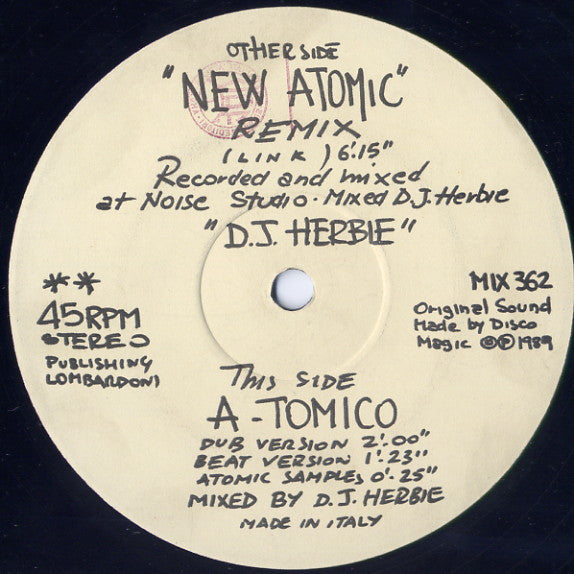 OTHER SIDE
"NEW ATOMIC"
REMIX
(LINK) 6'.15"
Recorded and mixed
at Noise Studio · Mixed D.J. Herbie
"D.J. HERBIE"
**
45RPM
STEREO
PUBLISHING
LOMBARDONI
MIX 362
Original Sound
Made by Disco
Magic ©℗ 1989
This SIDE
A-TOMICO
DUB VERSION 2'.00"
BEAT VERSION 1'.23"
ATOMIC SAMPLES 0'.25"
MIXED BY D.J. HERBIE
MADE IN ITALY